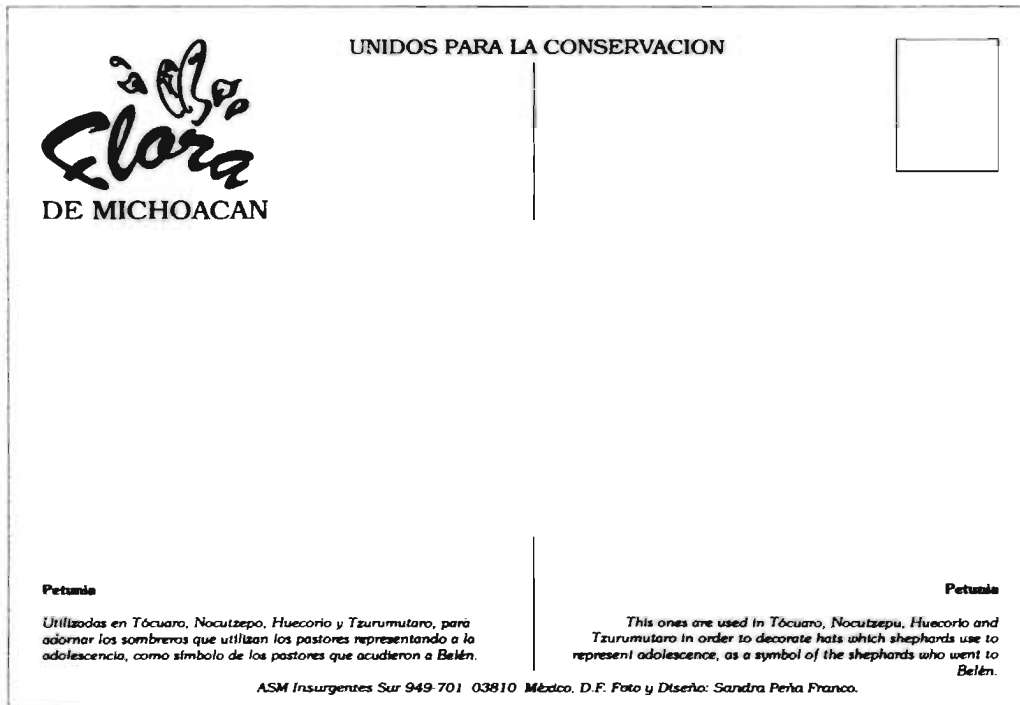 UNIDOS PARA LA CONSERVACION
Flora
DE MICHOACAN
Petunia
Utilizadas en Tócuaro, Nocutzepo, Huecorio y Tzurumutaro, para
adornar los sombreros que utilizan los pastores representando a la
adolescencia, como símbolo de los pastores que acudieron a Belén.
Petunia
This ones are used in Tócuaro, Nocutzepu, Huecorio and
Tzurumutaro in order to decorate hats which shephards use to
represent adolescence, as a symbol of the shephards who went to
Belén.
ASM Insurgentes Sur 949-701 03810 México, D.F. Foto y Diseño: Sandra Peña Franco.